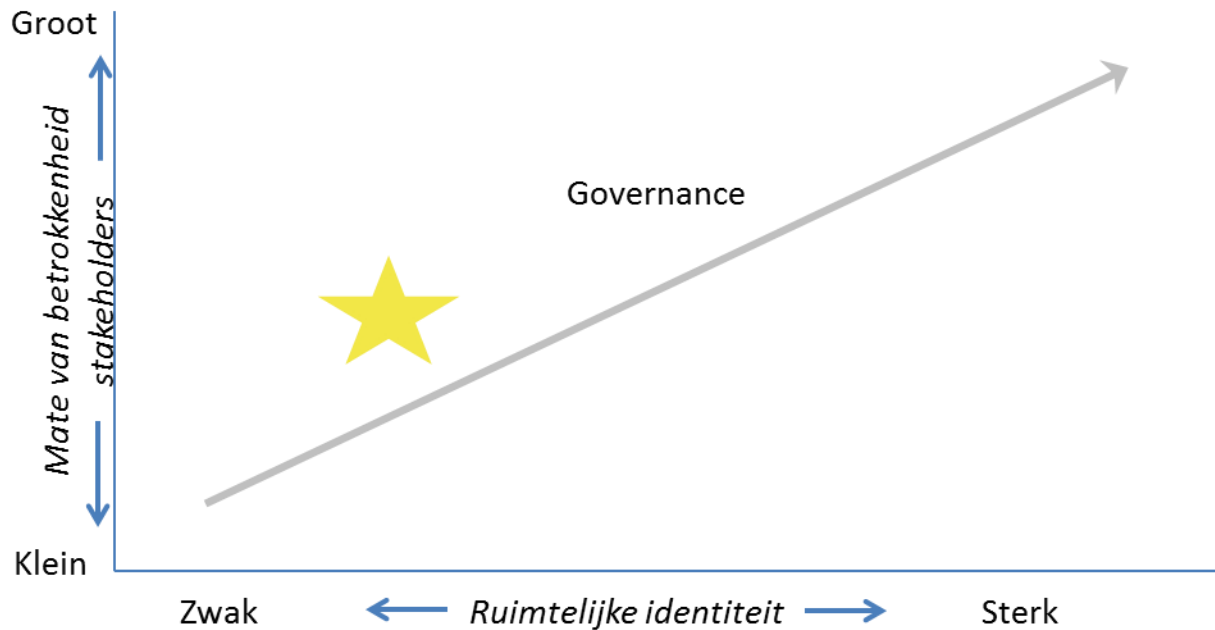 Groot
Mate van betrokkenheid
stakeholders
Governance
Klein
Zwak
Ruimtelijke identiteit
Sterk